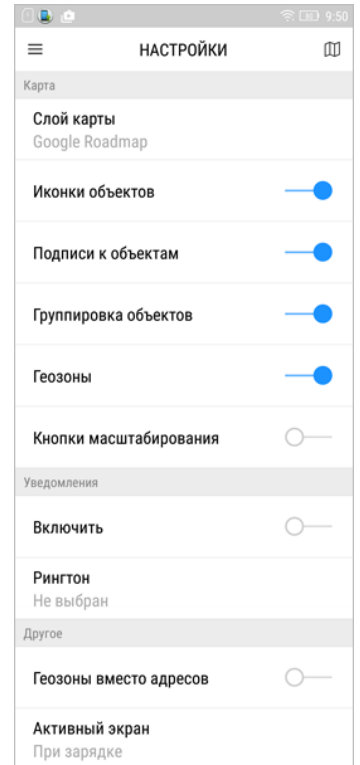 9:50
НАСТРОЙКИ
Карта
Слой карты
Google Roadmap
Иконки объектов
Подписи к объектам
Группировка объектов
Геозоны
Кнопки масштабирования
Уведомления
Включить
Рингтон
Не выбран
Другое
Геозоны вместо адресов
Активный экран
При зарядке